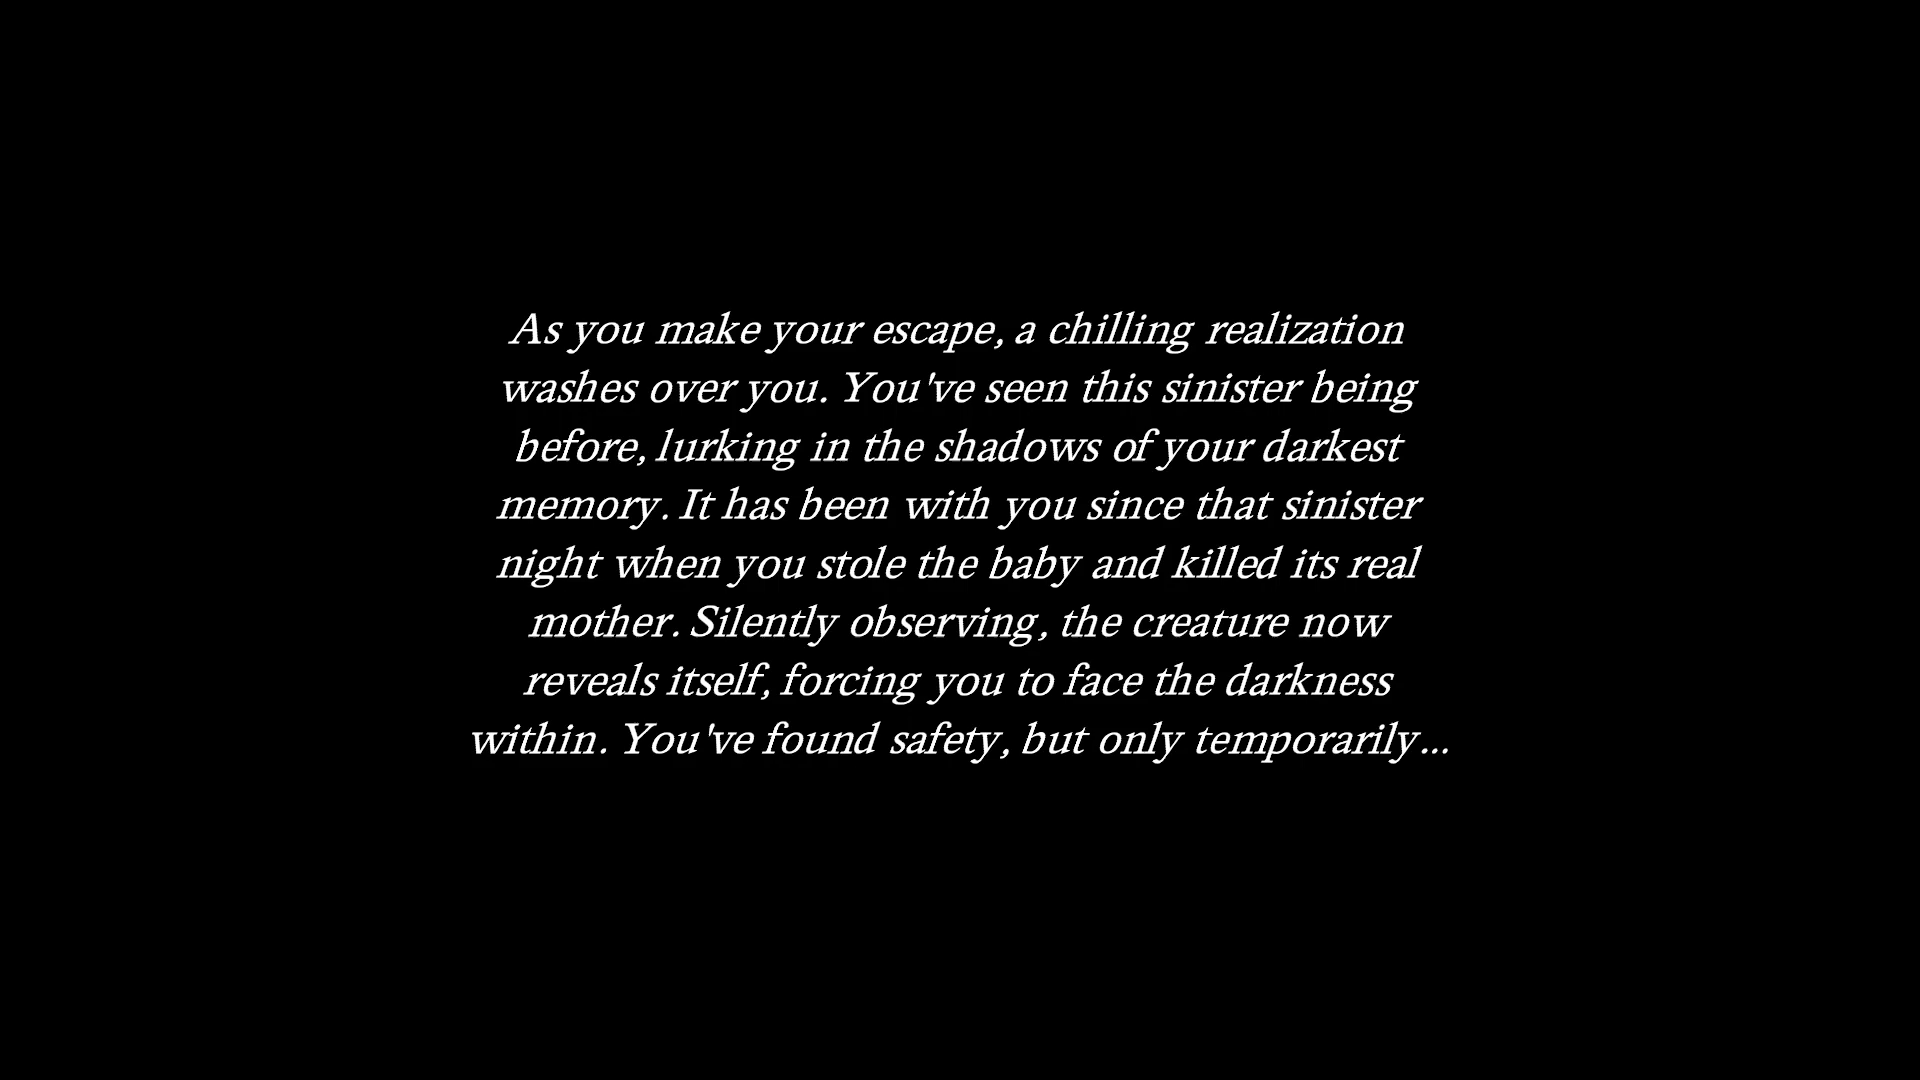 As you make your escape, a chilling realization
washes over you. You've seen this sinister being
before, lurking in the shadows of your darkest
memory. It has been with you since that sinister
night when you stole the baby and killed its real
mother. Silently observing, the creature now
reveals itself, forcing you to face the darkness
within. You've found safety, but only temporarily...